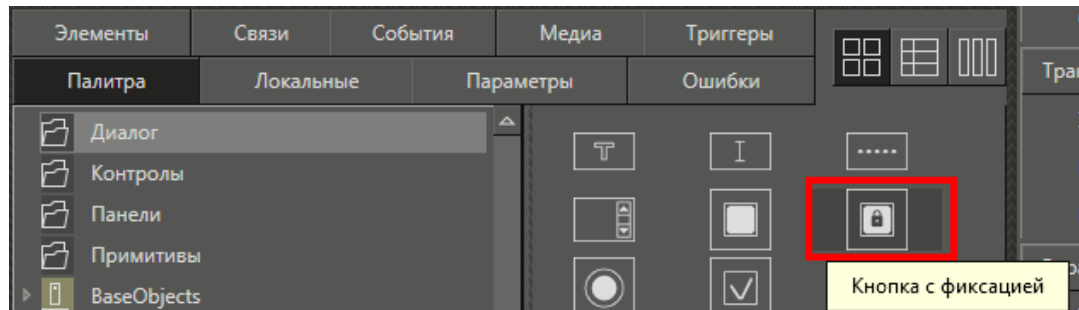 Элементы Связи События Медиа Триггеры
Палитра Локальные Параметры Ошибки
Диалог
Контролы
Панели
Примитивы
BaseObjects
Кнопка с фиксацией